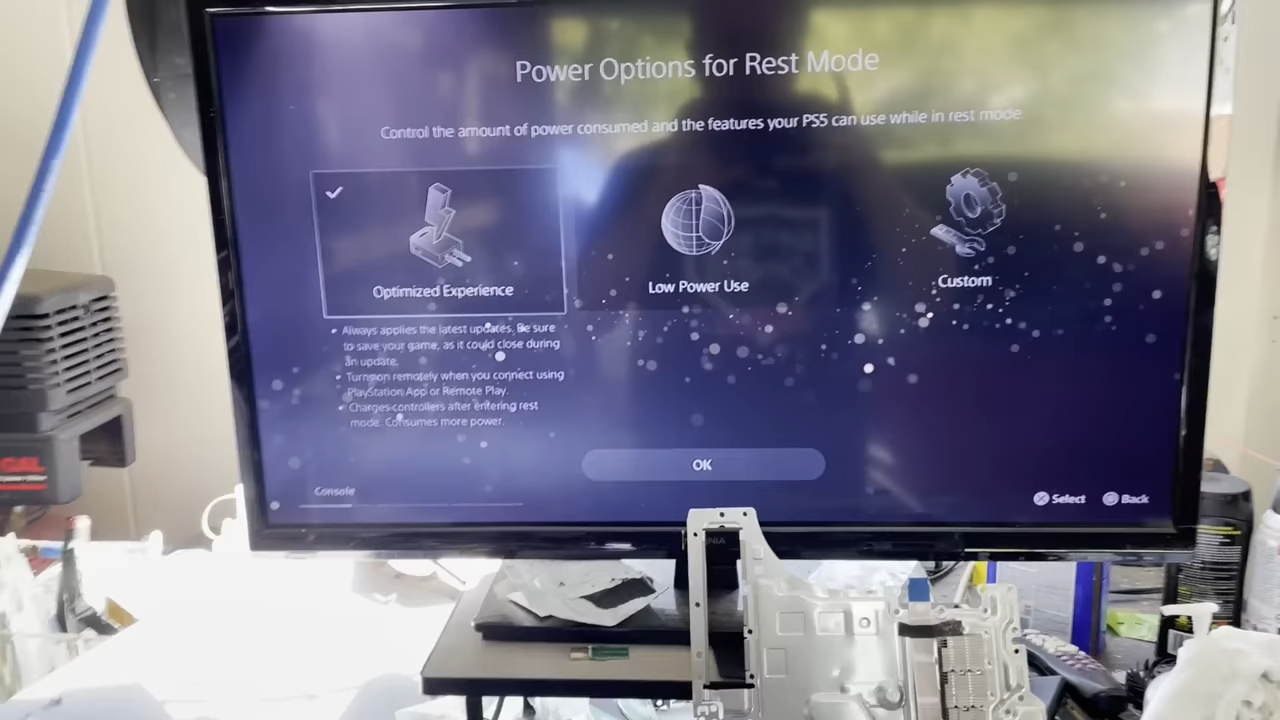 Power Options for Rest Mode
Control the amount of power consumed and the features your PS5 can use while in rest mode.
Optimized Experience
Low Power Use
Custom
• Always applies the latest updates. Be sure
to save your game, as it could close during
an update.
• Turns on remotely when you connect using
PlayStation App or Remote Play.
• Charges controllers after entering rest
mode. Consumes more power.
OK
Console
Select
Back
GAL